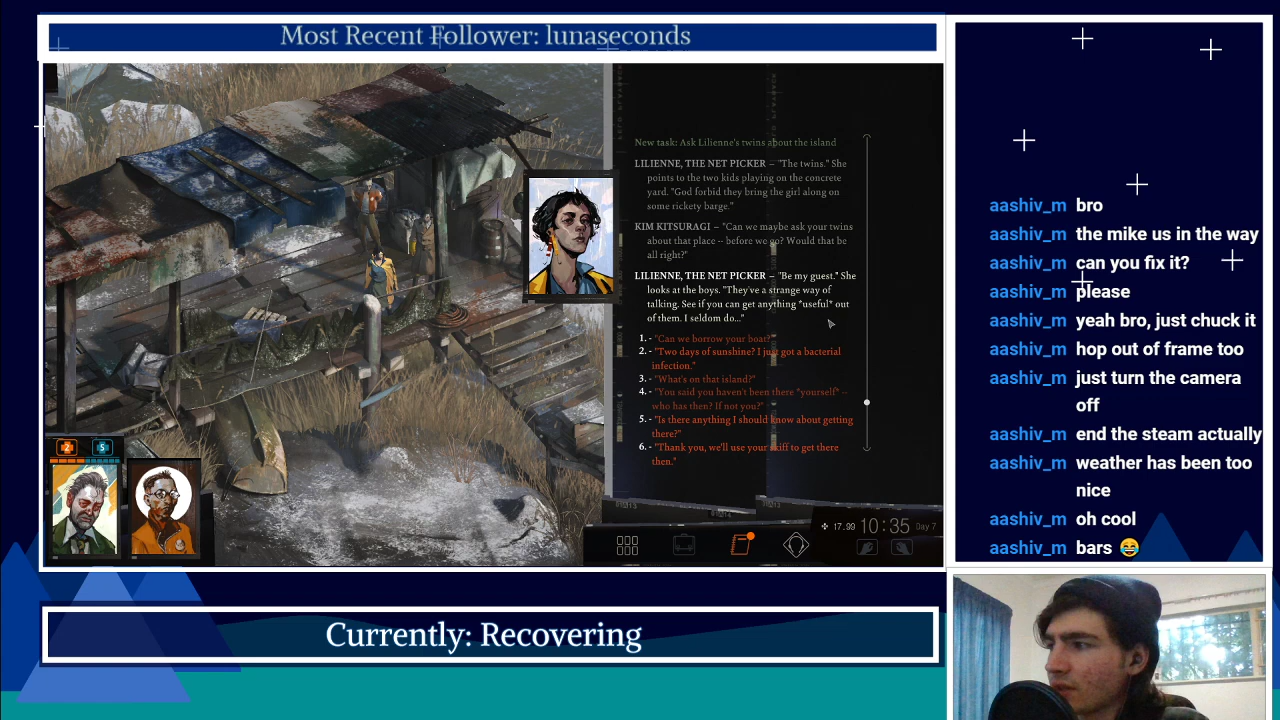 Most Recent Follower: lunaseconds
New task: Ask Lilienne's twins about the island
LILIENNE, THE NET PICKER – "The twins." She
points to the two kids playing on the concrete
yard. "God forbid they bring the girl along on
some rickety barge."
KIM KITSURAGI – "Can we maybe ask your twins
about that place -- before we go? Would that be
all right?"
LILIENNE, THE NET PICKER – "Be my guest." She
looks at the boys. "They've a strange way of
talking. See if you can get anything *useful* out
of them. I seldom do..."
1. - "Can we borrow your boat?"
2. - "Two days of sunshine? I just got a bacterial
infection."
3. - "What's on that island?"
4. - "You said you haven't been there *yourself* --
who has then? If not you?"
5. - "Is there anything I should know about getting
there?"
6. - "Thank you, we'll use your skiff to get there
then."
2 5
17.99 10:35 Day 7
Currently: Recovering
aashiv_m bro
aashiv_m the mike us in the way
aashiv_m can you fix it?
aashiv_m please
aashiv_m yeah bro, just chuck it
aashiv_m hop out of frame too
aashiv_m just turn the camera
off
aashiv_m end the steam actually
aashiv_m weather has been too
nice
aashiv_m oh cool
aashiv_m bars 😂